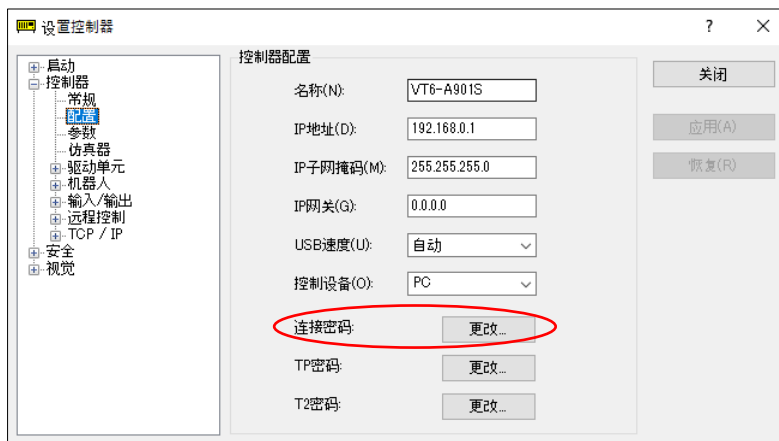 设置控制器
启动
控制器
常规
配置
参数
仿真器
驱动单元
机器人
输入/输出
远程控制
TCP / IP
安全
视觉
控制器配置
名称(N): VT6-A901S
IP地址(D): 192.168.0.1
IP子网掩码(M): 255.255.255.0
IP网关(G): 0.0.0.0
USB速度(U): 自动
控制设备(O): PC
连接密码: 更改...
TP密码: 更改...
T2密码: 更改...
关闭
应用(A)
恢复(R)